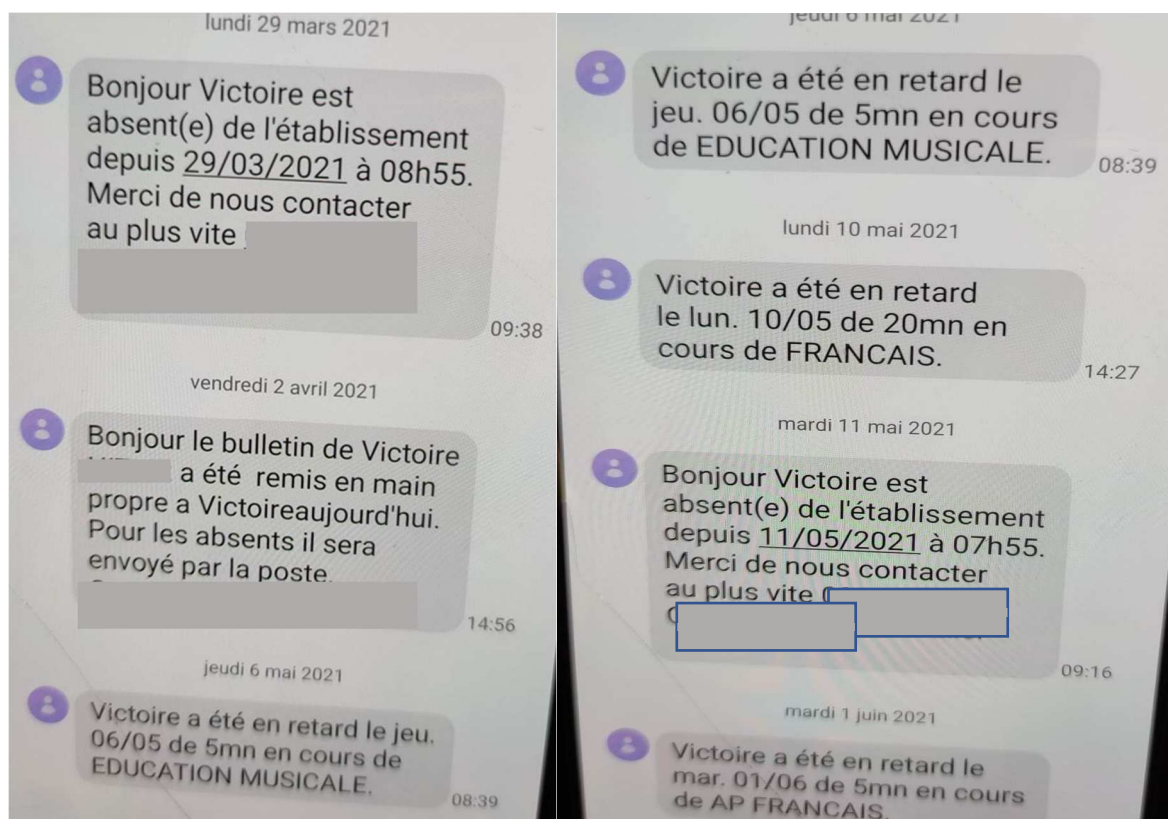 lundi 29 mars 2021
Bonjour Victoire est
absent(e) de l'établissement
depuis 29/03/2021 à 08h55.
Merci de nous contacter
au plus vite
09:38
vendredi 2 avril 2021
Bonjour le bulletin de Victoire
a été remis en main
propre a Victoireaujourd'hui.
Pour les absents il sera
envoyé par la poste.
14:56
jeudi 6 mai 2021
Victoire a été en retard le jeu.
06/05 de 5mn en cours de
EDUCATION MUSICALE.
08:39
jeudi 6 mai 2021
Victoire a été en retard le
jeu. 06/05 de 5mn en cours
de EDUCATION MUSICALE.
08:39
lundi 10 mai 2021
Victoire a été en retard
le lun. 10/05 de 20mn en
cours de FRANCAIS.
14:27
mardi 11 mai 2021
Bonjour Victoire est
absent(e) de l'établissement
depuis 11/05/2021 à 07h55.
Merci de nous contacter
au plus vite
09:16
mardi 1 juin 2021
Victoire a été en retard le
mar. 01/06 de 5mn en cours
de AP FRANCAIS.